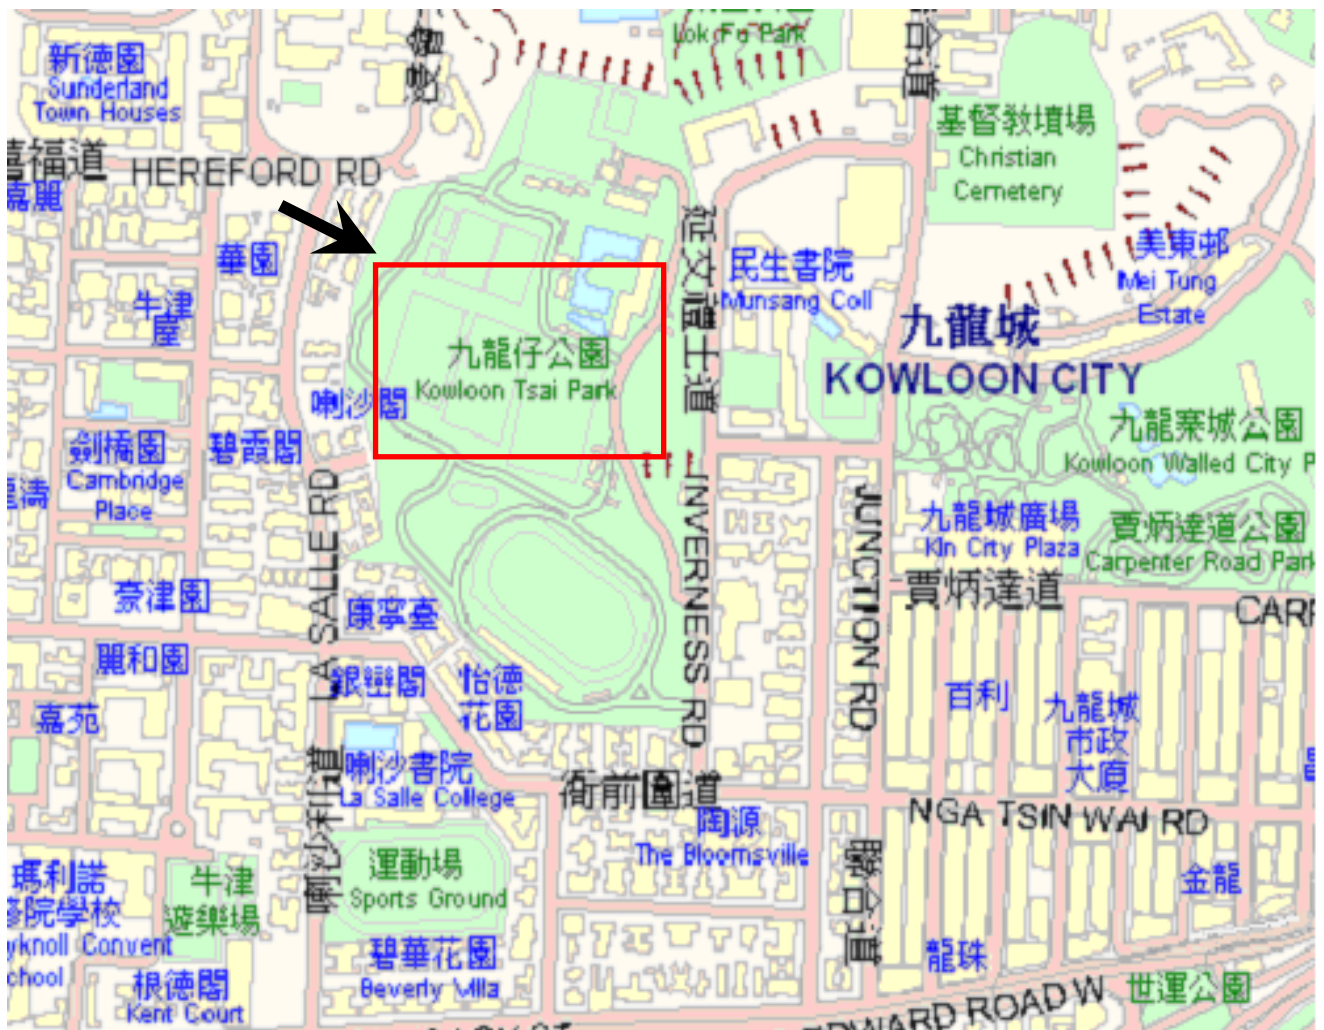 新德園
Sunderland
Town Houses
Lok Fu Park
聯合道
基督教墳場
Christian
Cemetery
喜福道
HEREFORD RD
嘉麗
華園
牛津
屋
民生書院
Munsang Coll
延文禮士道
美東邨
Mei Tung
Estate
九龍城
KOWLOON CITY
九龍仔公園
Kowloon Tsai Park
喇沙閣
劍橋園
Cambridge
Place
碧霞閣
九龍寨城公園
Kowloon Walled City P
九龍城廣場
Kln City Plaza
賈炳達道公園
Carpenter Road Park
賈炳達道
CARP
豪津園
康寧臺
LA SALLE RD
INVERNESS RD
JUNCTION RD
麗和園
銀巒閣
怡德
花園
百利
九龍城
市政
大廈
嘉苑
喇沙利道
喇沙書院
La Salle College
衙前圍道
NGA TSIN WAI RD
陶源
The Bloomsville
運動場
Sports Ground
聯合道
金龍
瑪利諾
修院學校
yknoll Convent
chool
牛津
遊樂場
碧華花園
Beverly Villa
龍珠
根德閣
Kent Court
EDWARD ROAD W
世運公園